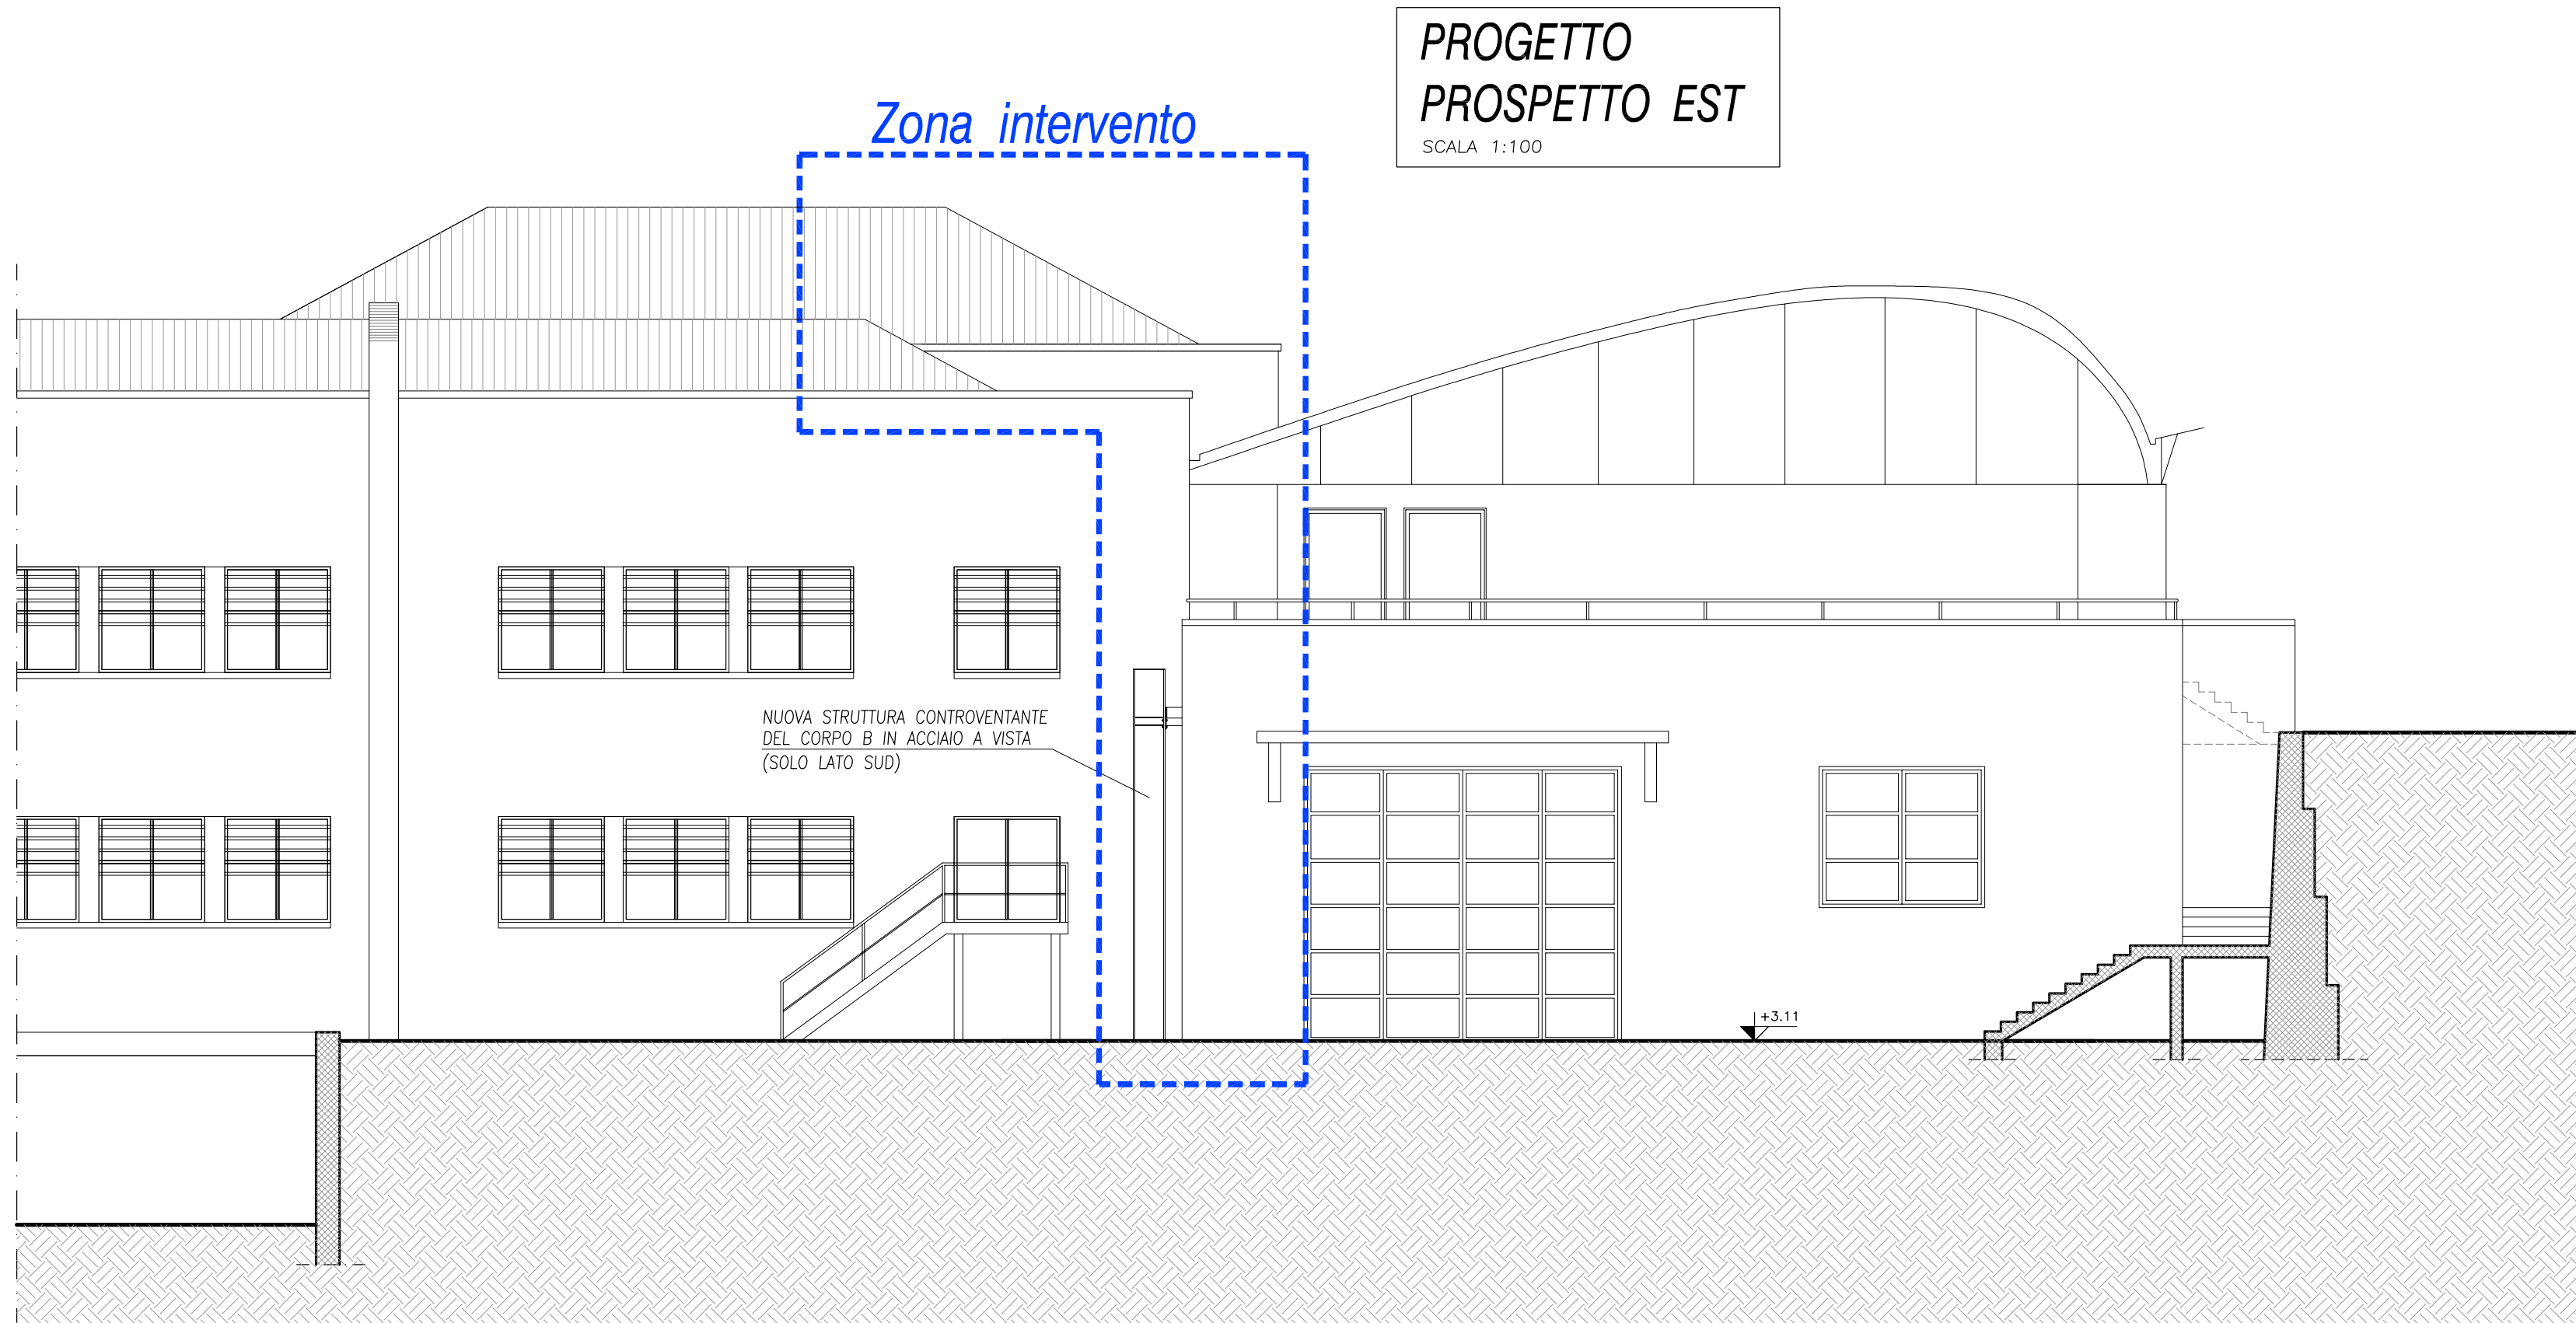 PROGETTO
PROSPETTO EST
SCALA 1:100
Zona intervento
NUOVA STRUTTURA CONTROVENTANTE
DEL CORPO B IN ACCIAIO A VISTA
(SOLO LATO SUD)
+3.11